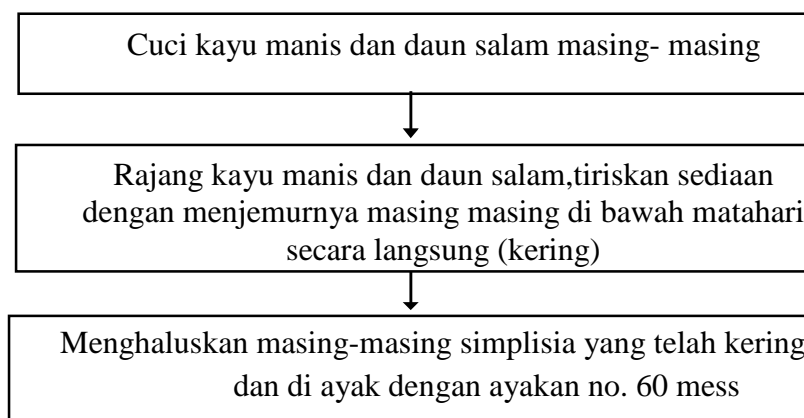 Cuci kayu manis dan daun salam masing- masing
Rajang kayu manis dan daun salam,tiriskan sediaan
dengan menjemurnya masing masing di bawah matahari
secara langsung (kering)
Menghaluskan masing-masing simplisia yang telah kering
dan di ayak dengan ayakan no. 60 mess